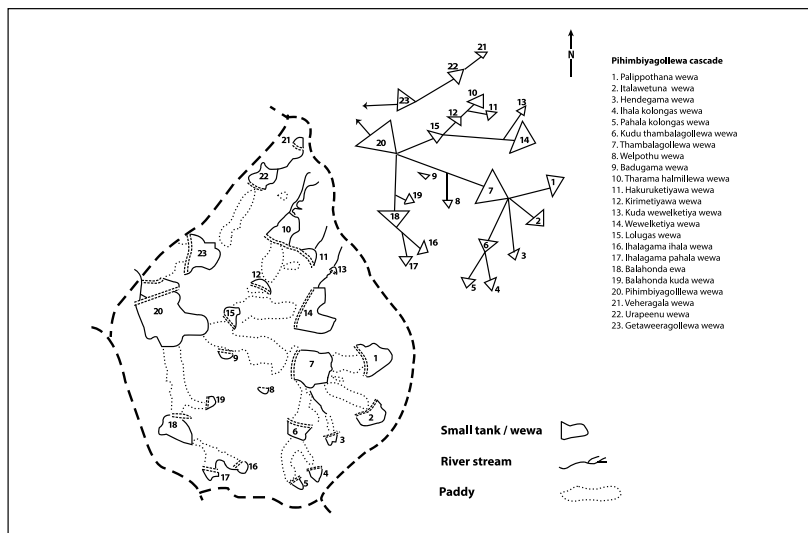 N
21
22
23
20
10
13
12
11
15
14
9
7
1
8
19
18
2
16
6
3
17
5
4
21
22
10
23
11
13
12
20
15
14
9
7
1
8
19
2
18
6
3
16
17
4
5
Pihimbiyagollewa cascade
1. Palippothana wewa
2. Italawetuna wewa
3. Hendegama wewa
4. Ihala kolongas wewa
5. Pahala kolongas wewa
6. Kudu thambalagollewa wewa
7. Thambalagollewa wewa
8. Welpothu wewa
9. Badugama wewa
10. Tharama halmillewa wewa
11. Hakuruketiyawa wewa
12. Kirimetiyawa wewa
13. Kuda wewelketiya wewa
14. Wewelketiya wewa
15. Lolugas wewa
16. Ihalagama ihala wewa
17. Ihalagama pahala wewa
18. Balahonda ewa
19. Balahonda kuda wewa
20. Pihimbiyagolllewa wewa
21. Veheragala wewa
22. Urapeenu wewa
23. Getaweeragollewa wewa
Small tank / wewa
River stream
Paddy